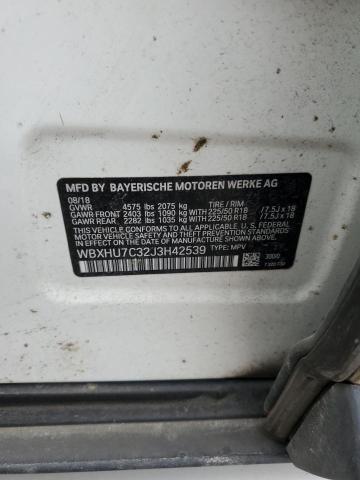 MFD BY BAYERISCHE MOTOREN WERKE AG
08/18
GVWR 4575 lbs 2075 kg TIRE / RIM
GAWR-FRONT 2403 lbs 1090 kg WITH 225/50 R18 /7.5J x 18
GAWR-REAR 2282 lbs 1035 kg WITH 225/50 R18 /7.5J x 18
THIS VEHICLE CONFORMS TO ALL APPLICABLE
FEDERAL MOTOR VEHICLE SAFETY, BUMPER, AND
THEFT PREVENTION STANDARDS IN EFFECT ON THE
DATE OF MANUFACTURE SHOWN ABOVE.
WBXHU7C32J3H42539 TYPE: MPV
300/0